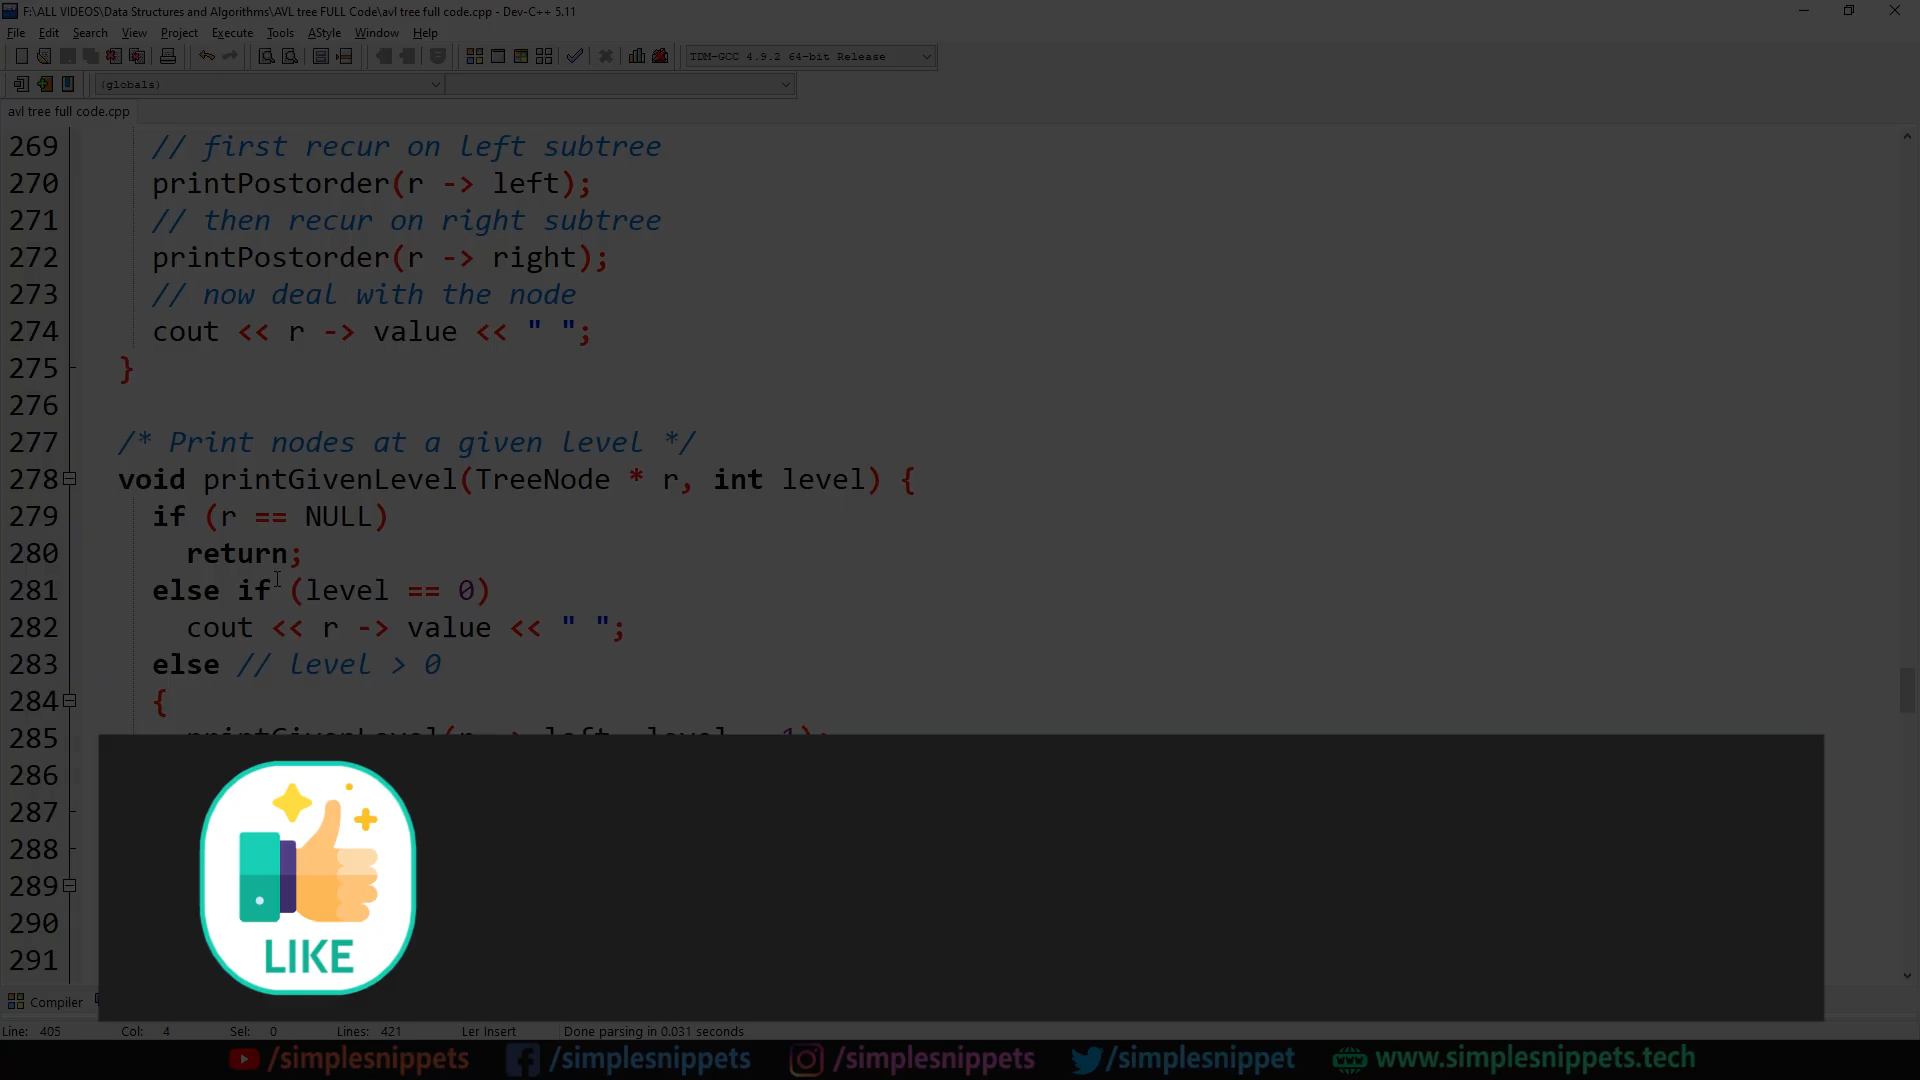 F:\ALL VIDEOS\Data Structures and Algorithms\AVL tree FULL Code\avl tree full code.cpp - Dev-C++ 5.11
File Edit Search View Project Execute Tools AStyle Window Help
TDM-GCC 4.9.2 64-bit Release
(globals)
avl tree full code.cpp
269 // first recur on left subtree
270 printPostorder(r -> left);
271 // then recur on right subtree
272 printPostorder(r -> right);
273 // now deal with the node
274 cout << r -> value << " ";
275 }
276
277 /* Print nodes at a given level */
278 void printGivenLevel(TreeNode * r, int level) {
279 if (r == NULL)
280 return;
281 else if (level == 0)
282 cout << r -> value << " ";
283 else // level > 0
284 {
285 printGivenLevel(r -> left, level - 1);
286
287
288
289
290
291
LIKE
Compiler
Line: 405 Col: 4 Sel: 0 Lines: 421 Ler Insert Done parsing in 0.031 seconds
/simplesnippets /simplesnippets /simplesnippets /simplesnippets www.simplesnippets.tech